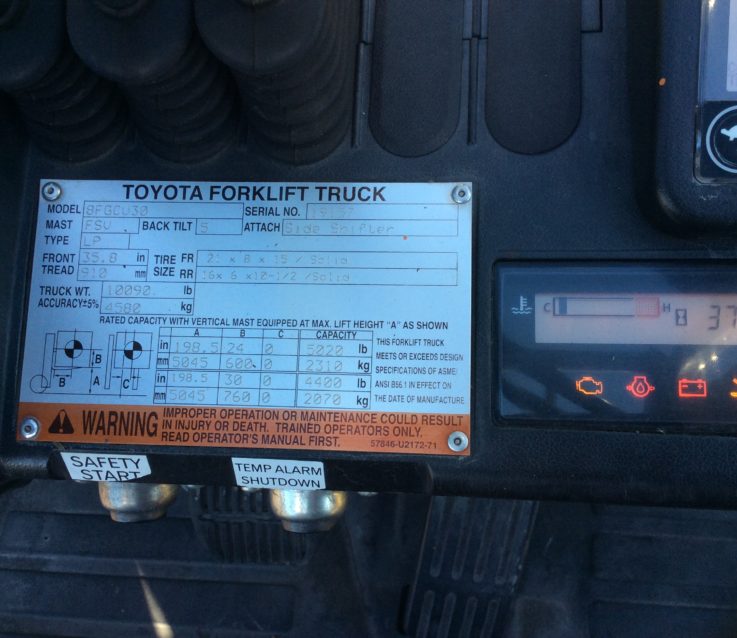 TOYOTA FORKLIFT TRUCK
MODEL 8FGCU30 SERIAL NO.
MAST FSV BACK TILT 5 ATTACH Side Shifter
TYPE LP
FRONT TREAD 35.8 in 910 mm
TIRE SIZE FR 21 x 8 x 15 / Solid
RR 16x 6 x10-1/2 /Solid
TRUCK WT. 10090. lb
ACCURACY±5% 4580 kg
RATED CAPACITY WITH VERTICAL MAST EQUIPPED AT MAX. LIFT HEIGHT "A" AS SHOWN
A B C CAPACITY
in 198.5 24 0 5020 lb
mm 5045 600 0 2310 kg
in 198.5 30 0 4400 lb
mm 5045 760 0 2070 kg
THIS FORKLIFT TRUCK
MEETS OR EXCEEDS DESIGN
SPECIFICATIONS OF ASME/
ANSI B56.1 IN EFFECT ON
THE DATE OF MANUFACTURE.
B A B C
WARNING
IMPROPER OPERATION OR MAINTENANCE COULD RESULT
IN INJURY OR DEATH. TRAINED OPERATORS ONLY.
READ OPERATOR'S MANUAL FIRST.
57846-U2172-71
SAFETY
START
TEMP ALARM
SHUTDOWN
C H 37